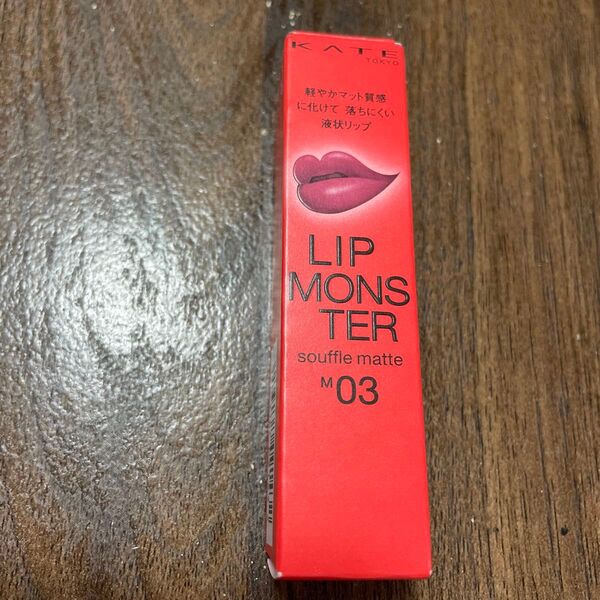 KATE
TOKYO
軽やかマット質感
に化けて 落ちにくい
液状リップ
LIP
MONS
TER
souffle matte
M03